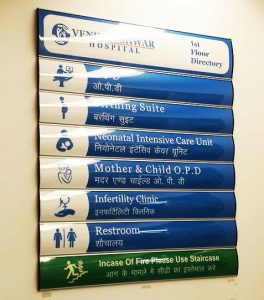 VENKATESHWAR
HOSPITAL
1st
Floor
Directory
O.P.D
ओ.पी.डी
Birthing Suite
बरथिंग सुइट
Neonatal Intensive Care Unit
नियोनेटल इंटेंसिव केयर यूनिट
Mother & Child O.P.D
मदर एण्ड चाईल्ड ओ. पी. डी
Infertility Clinic
इनफर्टिलिटी क्लिनिक
Restroom
शौचालय
Incase Of Fire Please Use Staircase
आग के मामले मे सीढी का इस्तेमाल करें